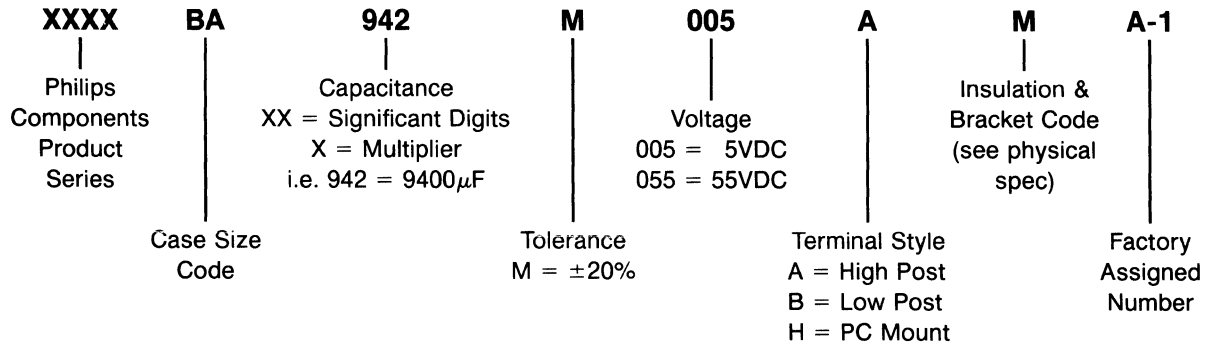 XXXX BA 942 M 005 A M A-1
Philips
Components
Product
Series
Case Size
Code
Capacitance
XX = Significant Digits
X = Multiplier
i.e. 942 = 9400µF
Tolerance
M = ±20%
Voltage
005 = 5VDC
055 = 55VDC
Terminal Style
A = High Post
B = Low Post
H = PC Mount
Insulation &
Bracket Code
(see physical
spec)
Factory
Assigned
Number